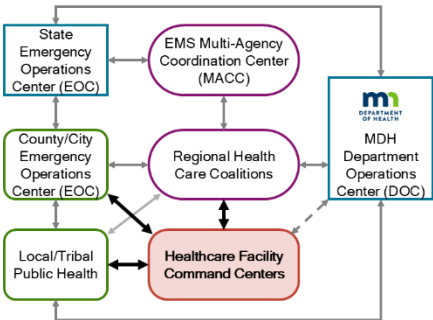 State
Emergency
Operations
Center (EOC)
EMS Multi-Agency
Coordination Center
(MACC)
mn
DEPARTMENT
OF HEALTH
MDH
Department
Operations
Center (DOC)
County/City
Emergency
Operations
Center (EOC)
Regional Health
Care Coalitions
Local/Tribal
Public Health
Healthcare Facility
Command Centers